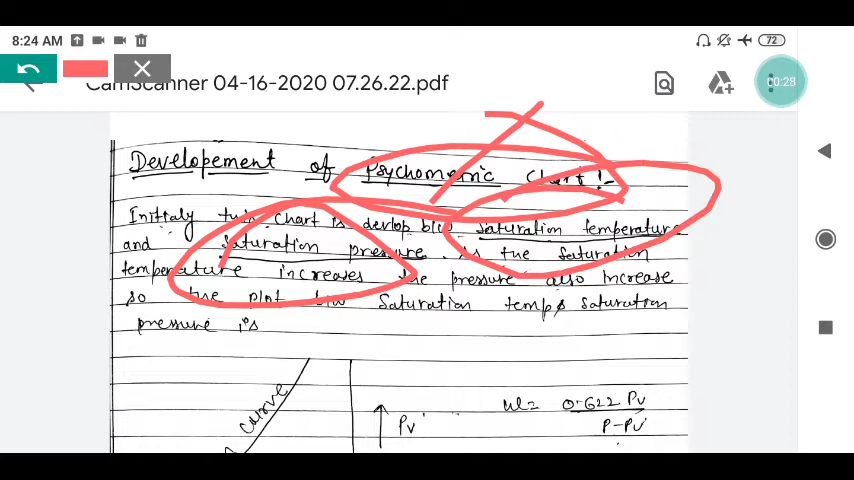 8:24 AM 72
CamScanner 04-16-2020 07.26.22.pdf
00:28
Developement of Psychometric Chart :-
Initialy this chart is develop b/w saturation temperature
and saturation pressure. As the saturation
temperature increases the pressure also increase
so the plot b/w saturation temp & saturation
pressure is
curve
Pv
w= 0.622 Pv
P-Pv